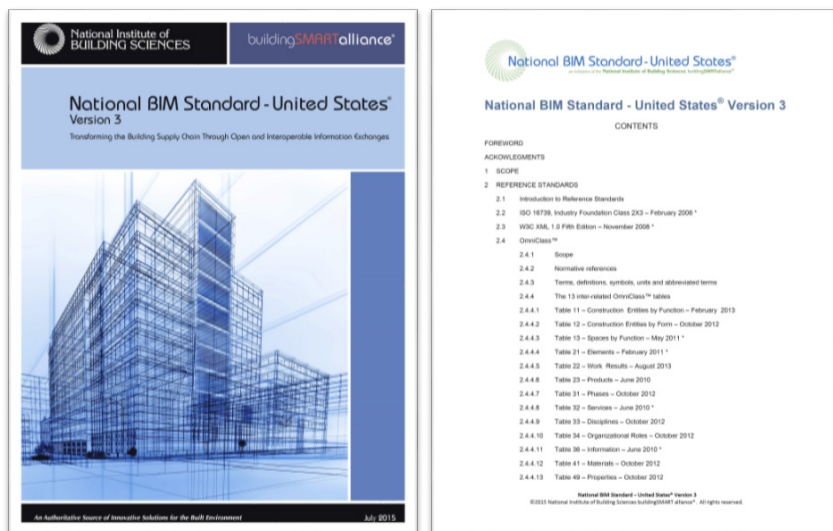 National Institute of
BUILDING SCIENCES
buildingSMARTalliance®
National BIM Standard - United States®
Version 3
Transforming the Building Supply Chain Through Open and Interoperable Information Exchanges
An Authoritative Source of Innovative Solutions for the Built Environment
July 2015
National BIM Standard - United States®
an initiative of the National Institute of Building Sciences buildingSMARTalliance®
National BIM Standard - United States® Version 3
CONTENTS
FOREWORD
ACKOWLEGMENTS
1 SCOPE
2 REFERENCE STANDARDS
2.1 Introduction to Reference Standards
2.2 ISO 16739, Industry Foundation Class 2X3 – February 2006 *
2.3 W3C XML 1.0 Fifth Edition – November 2008 *
2.4 OmniClass™
2.4.1 Scope
2.4.2 Normative references
2.4.3 Terms, definitions, symbols, units and abbreviated terms
2.4.4 The 13 inter-related OmniClass™ tables
2.4.4.1 Table 11 – Construction Entities by Function – February 2013
2.4.4.2 Table 12 – Construction Entities by Form – October 2012
2.4.4.3 Table 13 – Spaces by Function – May 2011 *
2.4.4.4 Table 21 – Elements – February 2011 *
2.4.4.5 Table 22 – Work Results – August 2013
2.4.4.6 Table 23 – Products – June 2010
2.4.4.7 Table 31 – Phases – October 2012
2.4.4.8 Table 32 – Services – June 2010 *
2.4.4.9 Table 33 – Disciplines – October 2012
2.4.4.10 Table 34 – Organizational Roles – October 2012
2.4.4.11 Table 36 – Information – June 2010 *
2.4.4.12 Table 41 – Materials – October 2012
2.4.4.13 Table 49 – Properties – October 2012
National BIM Standard – United States® Version 3
©2015 National Institute of Building Sciences buildingSMART alliance®. All rights reserved.